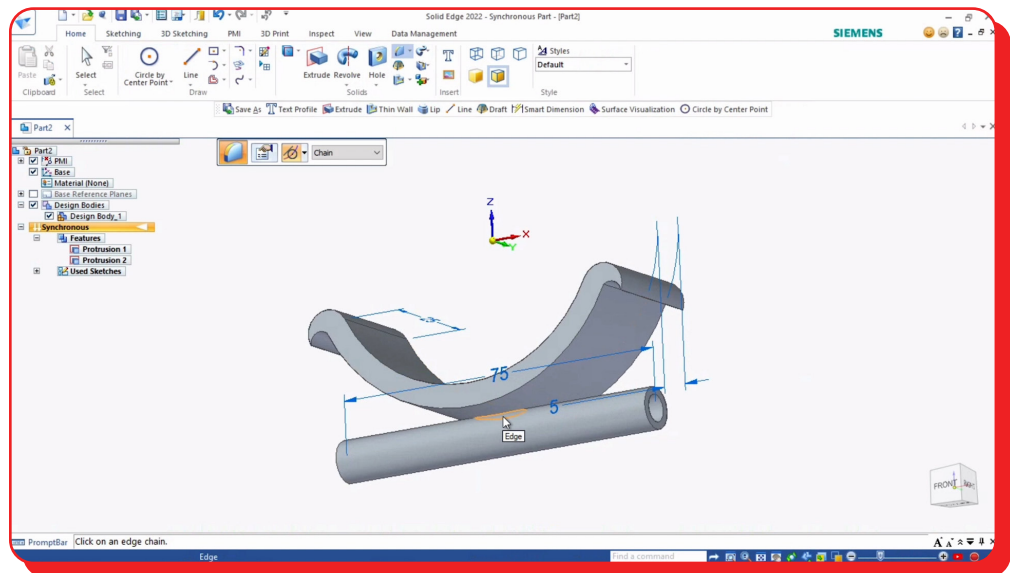 Solid Edge 2022 - Synchronous Part - [Part2]
Home Sketching 3D Sketching PMI 3D Print Inspect View Data Management
SIEMENS
Paste
Select
Circle by
Center Point
Line
Extrude Revolve Hole
Styles
Default
Clipboard Select Draw Solids Insert Style
Save As Text Profile Extrude Thin Wall Lip Line Draft Smart Dimension Surface Visualization Circle by Center Point
Part2
Chain
Part2
PMI
Base
Material (None)
Base Reference Planes
Design Bodies
Design Body_1
Synchronous
Features
Protrusion 1
Protrusion 2
Used Sketches
Z
X
Y
75
5
Edge
FRONT
PromptBar Click on an edge chain.
Edge
Find a command